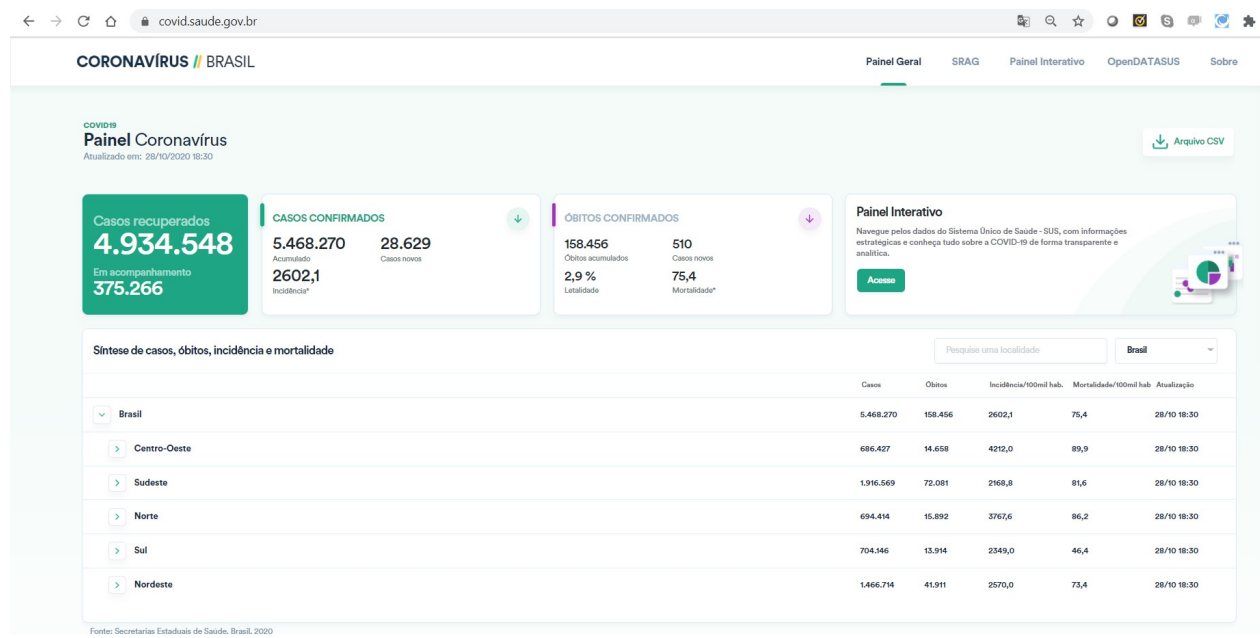 covid.saude.gov.br
CORONAVÍRUS // BRASIL
Painel Geral SRAG Painel Interativo OpenDATASUS Sobre
COVID19
Painel Coronavírus
Atualizado em: 28/10/2020 18:30
Arquivo CSV
Casos recuperados
4.934.548
Em acompanhamento
375.266
CASOS CONFIRMADOS
5.468.270 28.629
Acumulado Casos novos
2602,1
Incidência*
ÓBITOS CONFIRMADOS
158.456 510
Óbitos acumulados Casos novos
2,9 % 75,4
Letalidade Mortalidade*
Painel Interativo
Navegue pelos dados do Sistema Único de Saúde - SUS, com informações
estratégicas e conheça tudo sobre a COVID-19 de forma transparente e
analítica.
Acesse
Síntese de casos, óbitos, incidência e mortalidade
Pesquise uma localidade Brasil
Casos Óbitos Incidência/100mil hab. Mortalidade/100mil hab Atualização
Brasil 5.468.270 158.456 2602,1 75,4 28/10 18:30
Centro-Oeste 686.427 14.658 4212,0 89,9 28/10 18:30
Sudeste 1.916.569 72.081 2168,8 81,6 28/10 18:30
Norte 694.414 15.892 3767,6 86,2 28/10 18:30
Sul 704.146 13.914 2349,0 46,4 28/10 18:30
Nordeste 1.466.714 41.911 2570,0 73,4 28/10 18:30
Fonte: Secretarias Estaduais de Saúde. Brasil, 2020